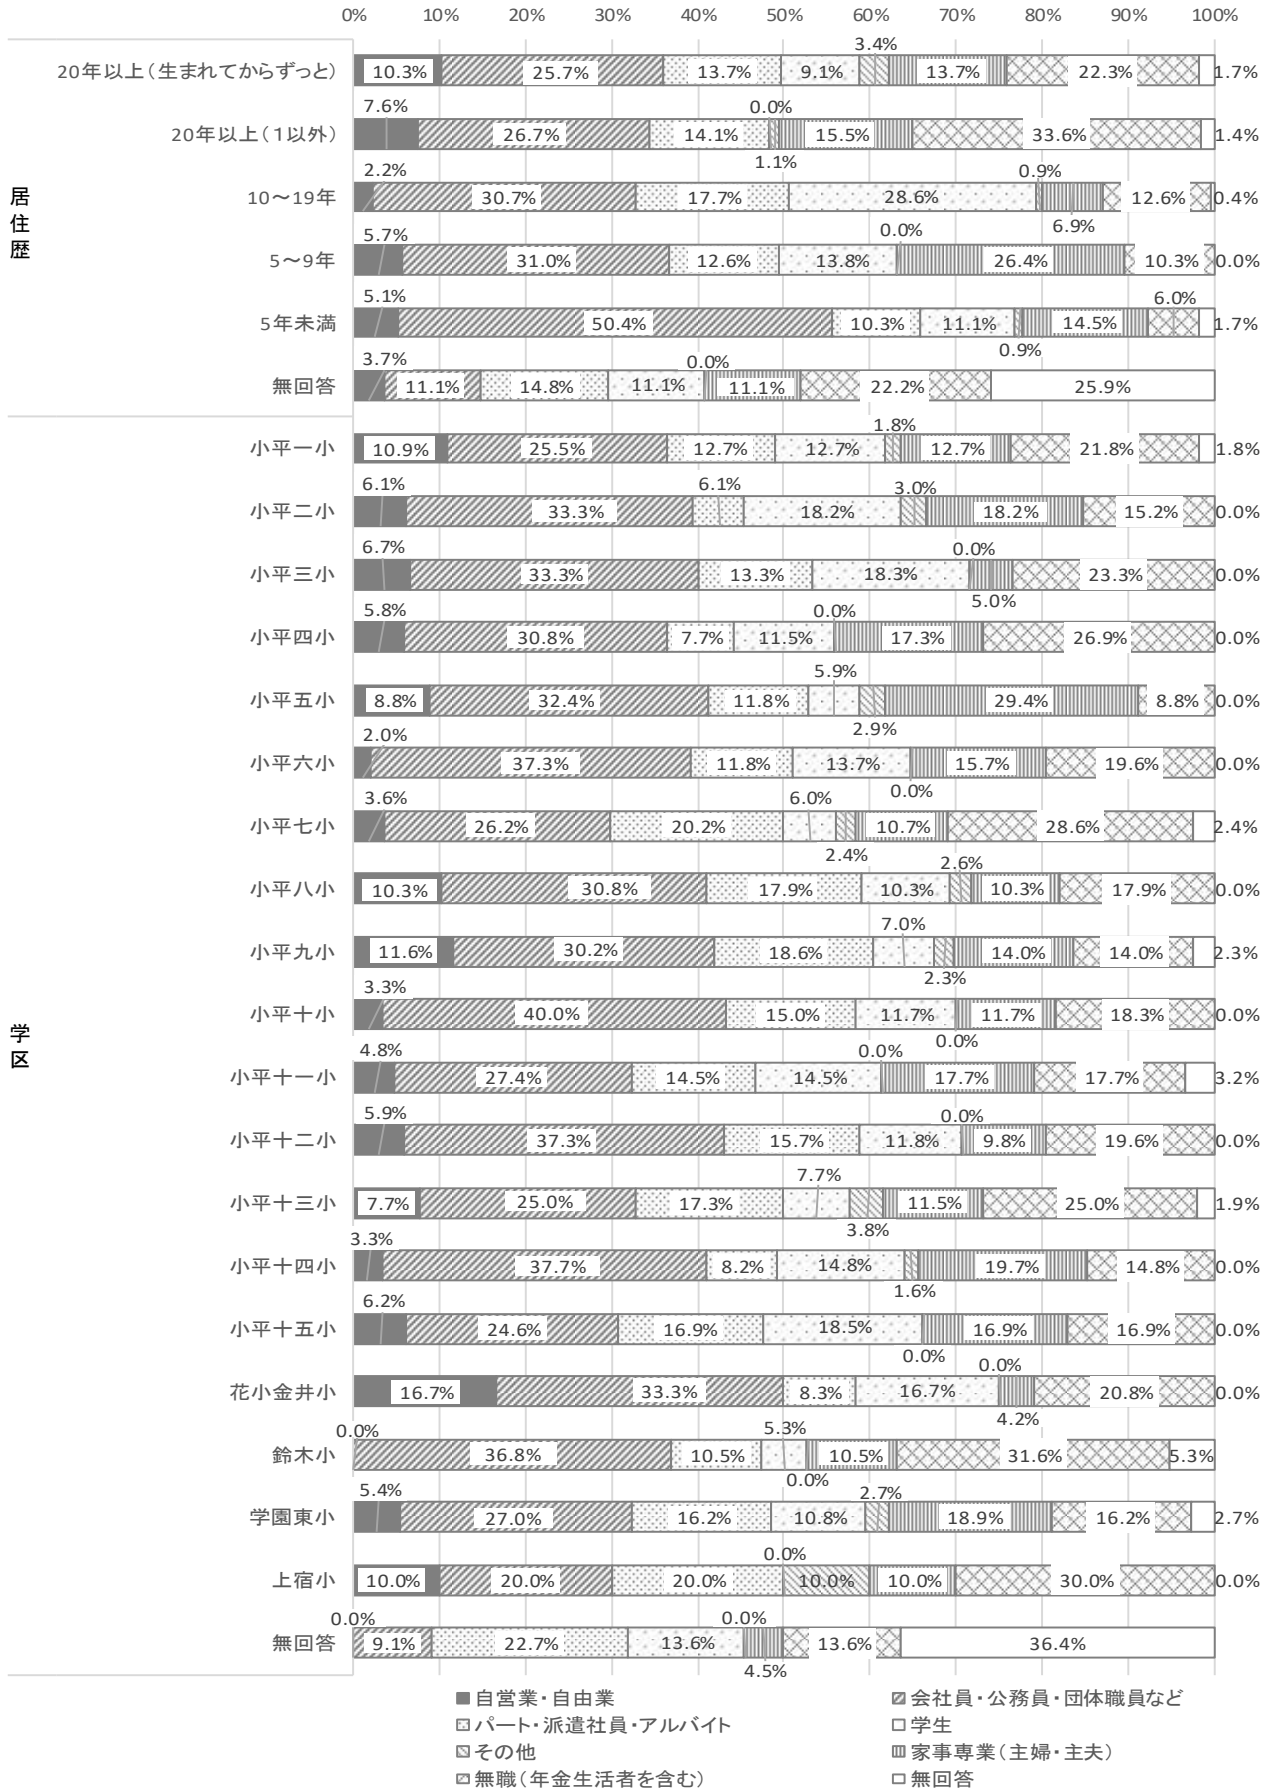 0% 10% 20% 30% 40% 50% 60% 70% 80% 90% 100%
居住歴
20年以上(生まれてからずっと) 10.3% 25.7% 13.7% 9.1% 3.4% 13.7% 22.3% 1.7%
20年以上(1以外) 7.6% 26.7% 14.1% 0.0% 1.1% 15.5% 33.6% 1.4%
10～19年 2.2% 30.7% 17.7% 28.6% 0.9% 6.9% 12.6% 0.4%
5～9年 5.7% 31.0% 12.6% 13.8% 0.0% 26.4% 10.3% 0.0%
5年未満 5.1% 50.4% 10.3% 11.1% 0.9% 14.5% 6.0% 1.7%
無回答 3.7% 11.1% 14.8% 11.1% 0.0% 11.1% 22.2% 25.9%
学区
小平一小 10.9% 25.5% 12.7% 12.7% 1.8% 12.7% 21.8% 1.8%
小平二小 6.1% 33.3% 6.1% 18.2% 3.0% 18.2% 15.2% 0.0%
小平三小 6.7% 33.3% 13.3% 18.3% 0.0% 5.0% 23.3% 0.0%
小平四小 5.8% 30.8% 7.7% 11.5% 0.0% 17.3% 26.9% 0.0%
小平五小 8.8% 32.4% 11.8% 5.9% 2.9% 29.4% 8.8% 0.0%
小平六小 2.0% 37.3% 11.8% 13.7% 0.0% 15.7% 19.6% 0.0%
小平七小 3.6% 26.2% 20.2% 6.0% 2.4% 10.7% 28.6% 2.4%
小平八小 10.3% 30.8% 17.9% 10.3% 2.6% 10.3% 17.9% 0.0%
小平九小 11.6% 30.2% 18.6% 7.0% 2.3% 14.0% 14.0% 2.3%
小平十小 3.3% 40.0% 15.0% 11.7% 0.0% 11.7% 18.3% 0.0%
小平十一小 4.8% 27.4% 14.5% 14.5% 0.0% 17.7% 17.7% 3.2%
小平十二小 5.9% 37.3% 15.7% 11.8% 0.0% 9.8% 19.6% 0.0%
小平十三小 7.7% 25.0% 17.3% 7.7% 3.8% 11.5% 25.0% 1.9%
小平十四小 3.3% 37.7% 8.2% 14.8% 1.6% 19.7% 14.8% 0.0%
小平十五小 6.2% 24.6% 16.9% 18.5% 0.0% 16.9% 16.9% 0.0%
花小金井小 16.7% 33.3% 8.3% 16.7% 0.0% 4.2% 20.8% 0.0%
鈴木小 0.0% 36.8% 10.5% 5.3% 0.0% 10.5% 31.6% 5.3%
学園東小 5.4% 27.0% 16.2% 10.8% 2.7% 18.9% 16.2% 2.7%
上宿小 10.0% 20.0% 20.0% 0.0% 10.0% 10.0% 30.0% 0.0%
無回答 0.0% 9.1% 22.7% 13.6% 0.0% 4.5% 13.6% 36.4%
自営業・自由業 会社員・公務員・団体職員など
パート・派遣社員・アルバイト 学生
その他 家事専業(主婦・主夫)
無職(年金生活者を含む) 無回答